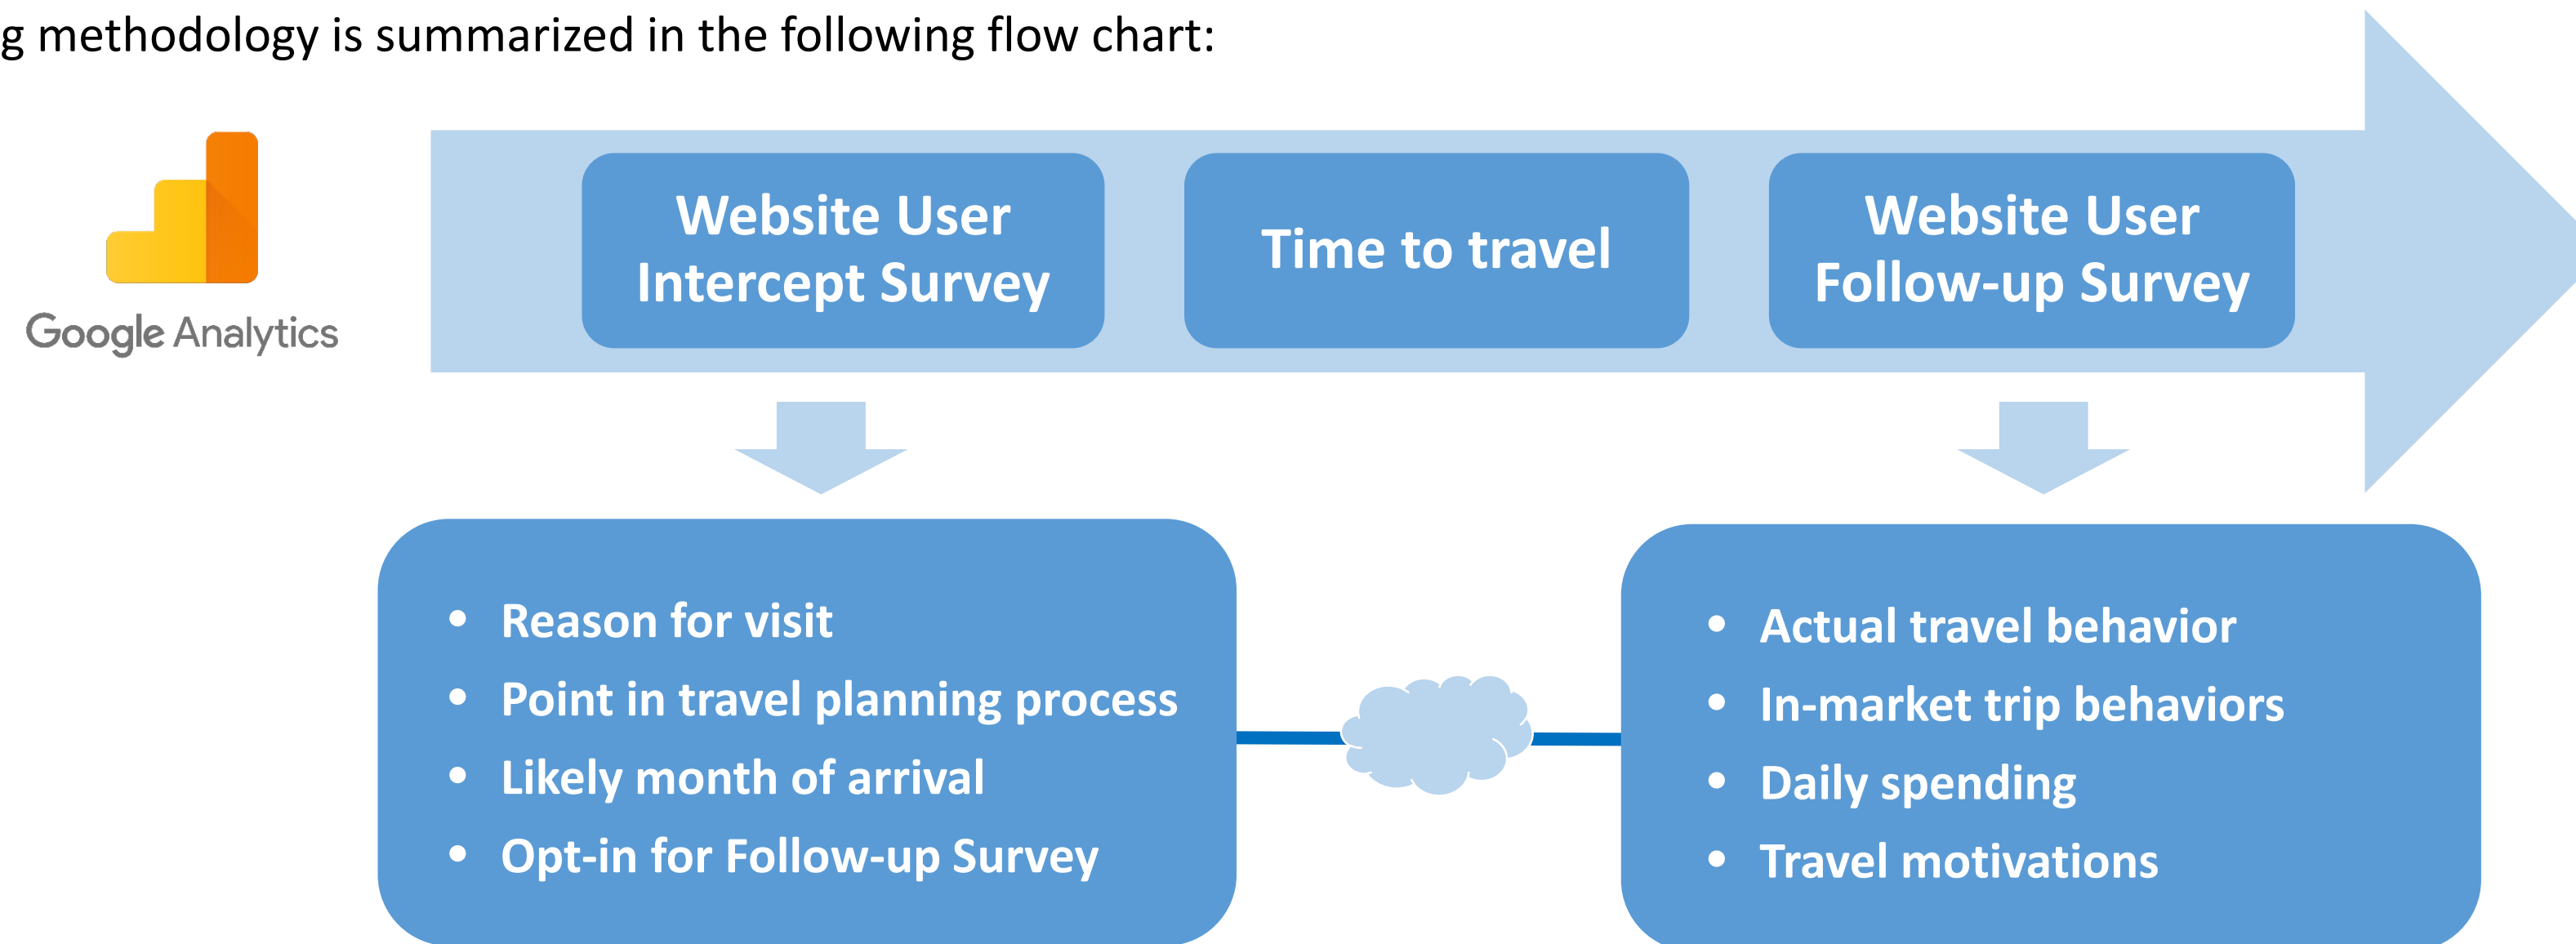 g methodology is summarized in the following flow chart:
Google Analytics
Website User
Intercept Survey
Time to travel
Website User
Follow-up Survey
• Reason for visit
• Point in travel planning process
• Likely month of arrival
• Opt-in for Follow-up Survey
• Actual travel behavior
• In-market trip behaviors
• Daily spending
• Travel motivations